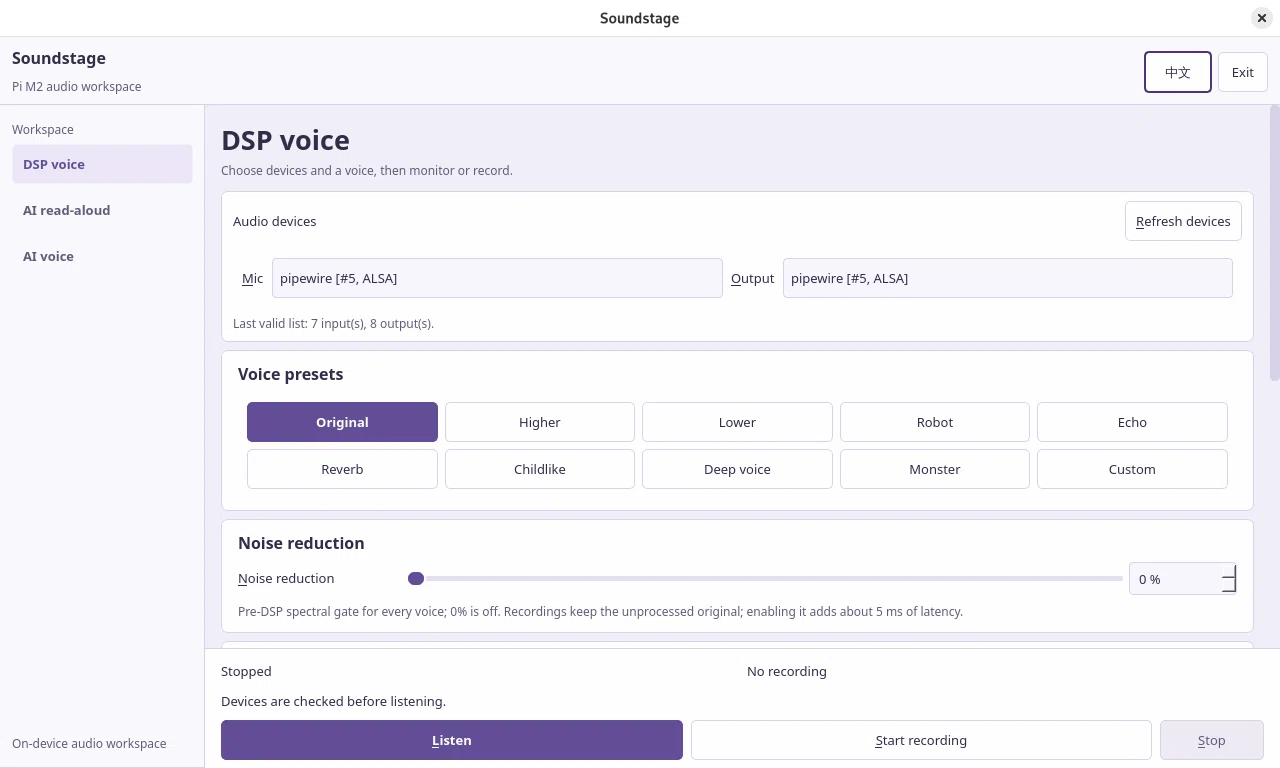 Soundstage
Soundstage
Pi M2 audio workspace
中文
Exit
Workspace
DSP voice
AI read-aloud
AI voice
On-device audio workspace
DSP voice
Choose devices and a voice, then monitor or record.
Audio devices
Refresh devices
Mic
pipewire [#5, ALSA]
Output
pipewire [#5, ALSA]
Last valid list: 7 input(s), 8 output(s).
Voice presets
Original
Higher
Lower
Robot
Echo
Reverb
Childlike
Deep voice
Monster
Custom
Noise reduction
Noise reduction
0 %
Pre-DSP spectral gate for every voice; 0% is off. Recordings keep the unprocessed original; enabling it adds about 5 ms of latency.
Stopped
No recording
Devices are checked before listening.
Listen
Start recording
Stop